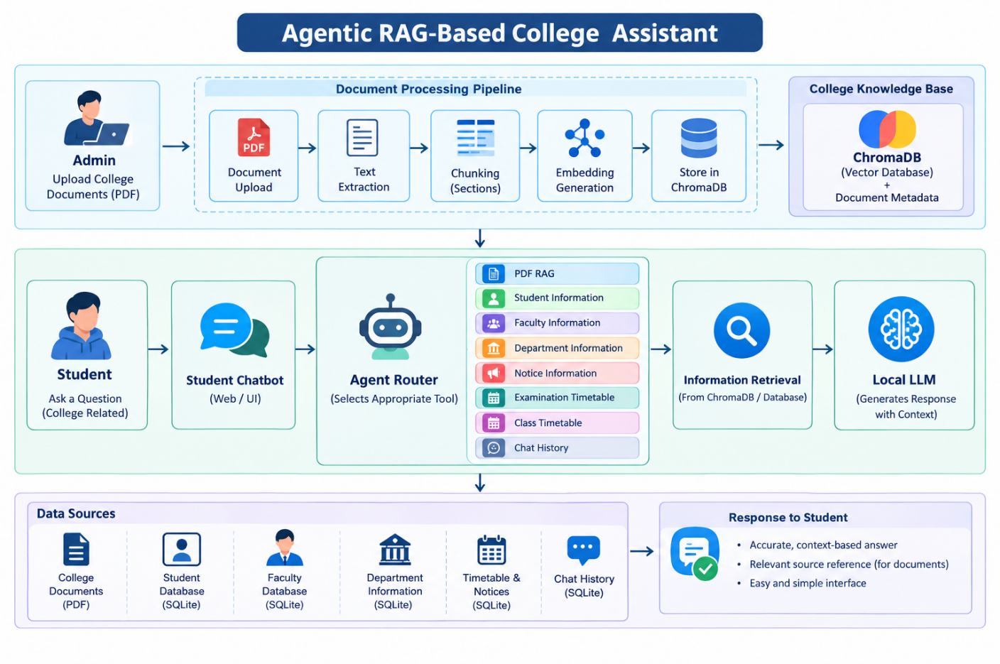 Agentic RAG-Based College Assistant
Admin
Upload College
Documents (PDF)
Document Processing Pipeline
PDF
Document
Upload
Text
Extraction
Chunking
(Sections)
Embedding
Generation
Store in
ChromaDB
College Knowledge Base
ChromaDB
(Vector Database)
+
Document Metadata
Student
Ask a Question
(College Related)
Student Chatbot
(Web / UI)
Agent Router
(Selects Appropriate Tool)
PDF RAG
Student Information
Faculty Information
Department Information
Notice Information
Examination Timetable
Class Timetable
Chat History
Information Retrieval
(From ChromaDB / Database)
Local LLM
(Generates Response
with Context)
Data Sources
College
Documents
(PDF)
Student
Database
(SQLite)
Faculty
Database
(SQLite)
Department
Information
(SQLite)
Timetable &
Notices
(SQLite)
Chat History
(SQLite)
Response to Student
• Accurate, context-based answer
• Relevant source reference (for documents)
• Easy and simple interface